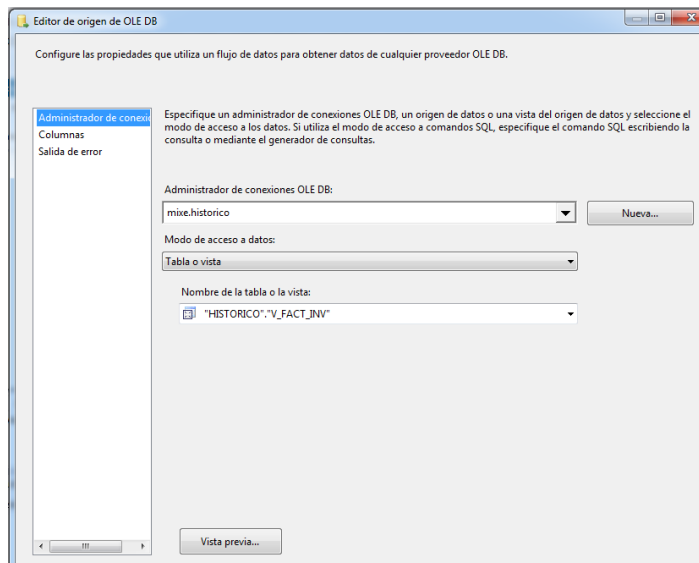 Editor de origen de OLE DB
Configure las propiedades que utiliza un flujo de datos para obtener datos de cualquier proveedor OLE DB.
Administrador de conexi
Columnas
Salida de error
Especifique un administrador de conexiones OLE DB, un origen de datos o una vista del origen de datos y seleccione el
modo de acceso a los datos. Si utiliza el modo de acceso a comandos SQL, especifique el comando SQL escribiendo la
consulta o mediante el generador de consultas.
Administrador de conexiones OLE DB:
mixe.historico
Nueva...
Modo de acceso a datos:
Tabla o vista
Nombre de la tabla o la vista:
"HISTORICO"."V_FACT_INV"
Vista previa...